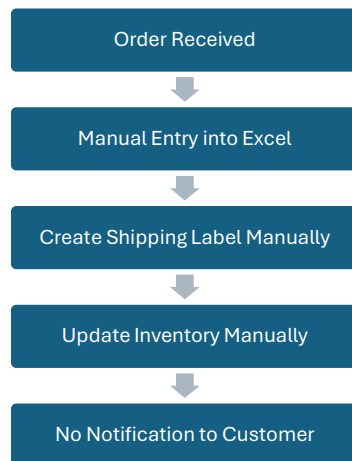 Order Received
Manual Entry into Excel
Create Shipping Label Manually
Update Inventory Manually
No Notification to Customer